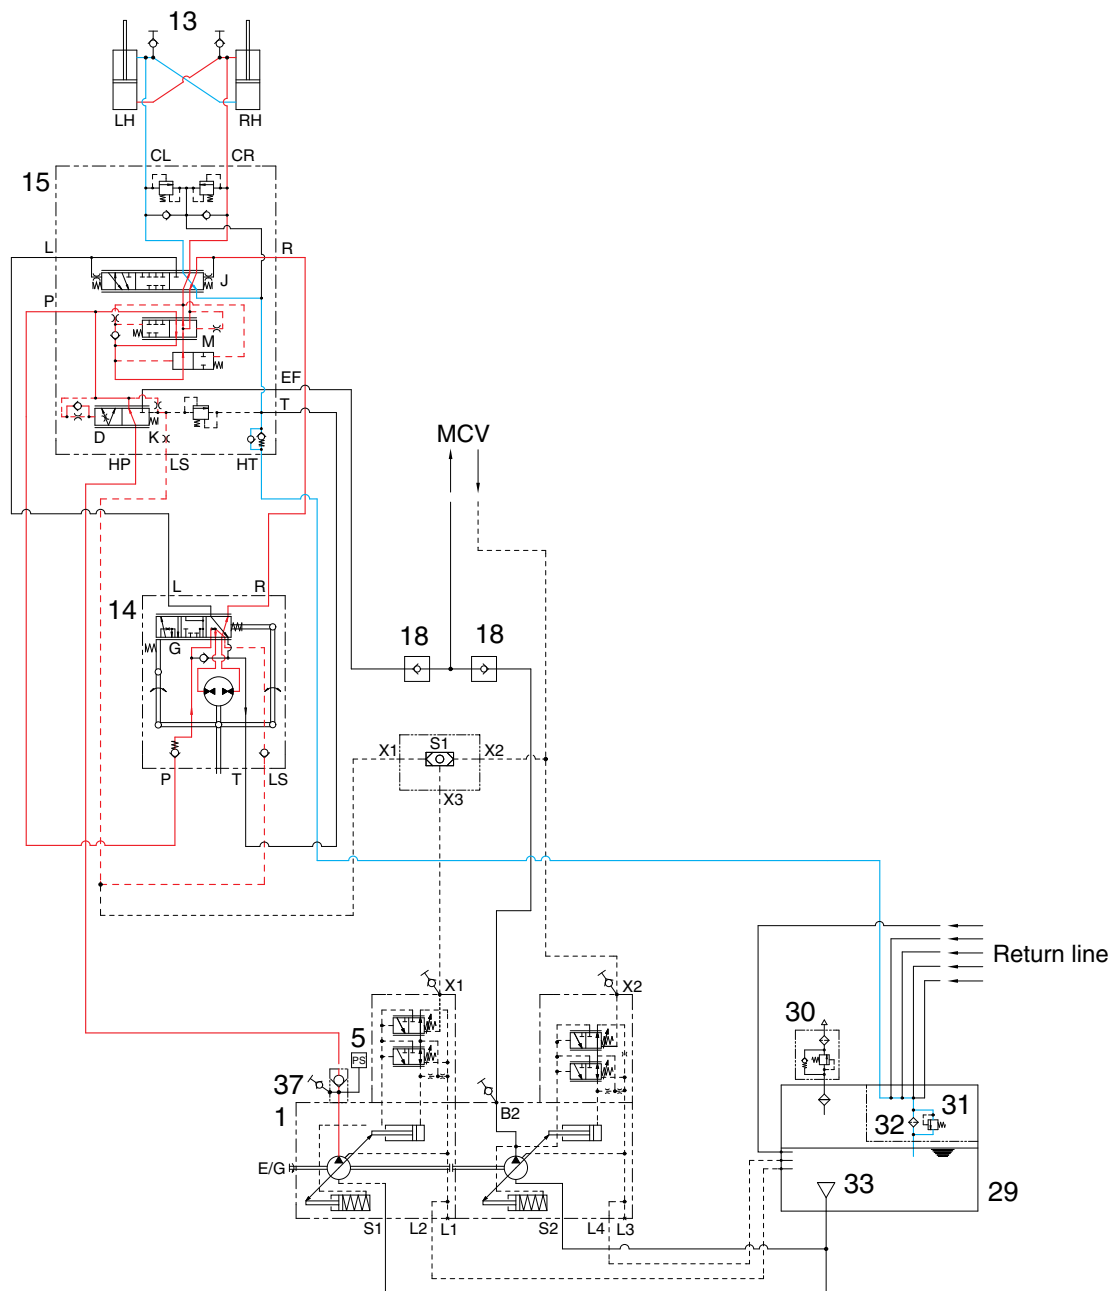 13
LH RH
CL CR
15
L R
J
P
M
EF
T
D K
HP LS HT
MCV
L R
14
G
18 18
S1
X1 X2
X3
P T LS
Return line
X1 X2
30
5
PS
37
1
B2
31
32
E/G
33
29
S1 L2 L1 S2 L4 L3